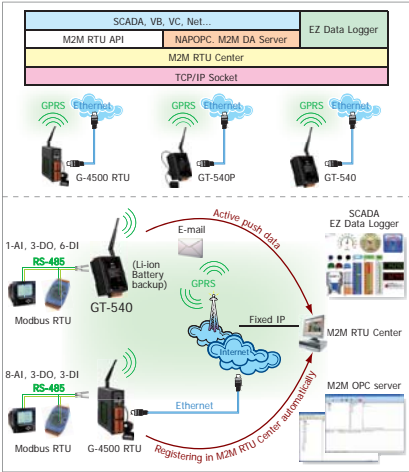 SCADA, VB, VC, Net...
EZ Data Logger
M2M RTU API
NAPOPC. M2M DA Server
M2M RTU Center
TCP/IP Socket
GPRS
Ethernet
G-4500 RTU
GPRS
Ethernet
GT-540P
GPRS
Ethernet
GT-540
1-AI, 3-DO, 6-DI
RS-485
Modbus RTU
(Li-ion
Battery
backup)
GT-540
Active push data
E-mail
GPRS
SCADA
EZ Data Logger
Fixed IP
M2M RTU Center
Internet
8-AI, 3-DO, 3-DI
RS-485
Modbus RTU
G-4500 RTU
Ethernet
Registering in M2M RTU Center automatically
M2M OPC server